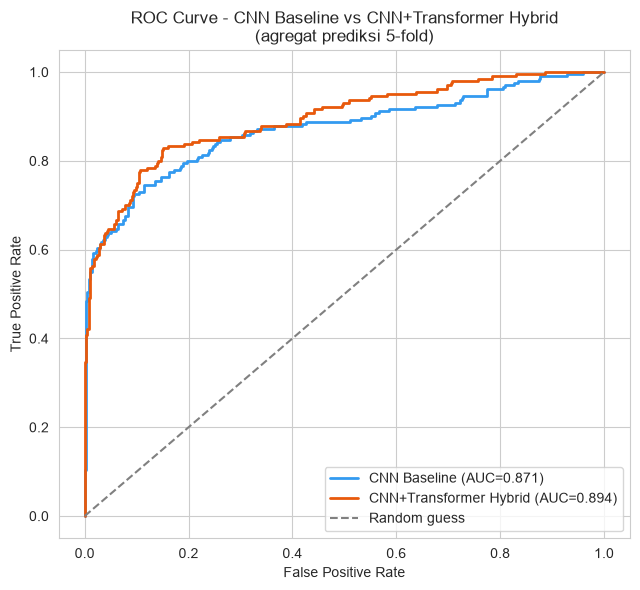 ROC Curve - CNN Baseline vs CNN+Transformer Hybrid
(agregat prediksi 5-fold)
True Positive Rate
1.0
0.8
0.6
0.4
0.2
0.0
CNN Baseline (AUC=0.871)
CNN+Transformer Hybrid (AUC=0.894)
Random guess
0.0 0.2 0.4 0.6 0.8 1.0
False Positive Rate